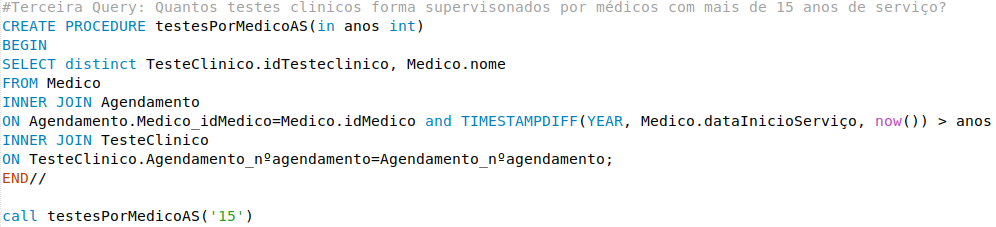 #Terceira Query: Quantos testes clinicos forma supervisonados por médicos com mais de 15 anos de serviço?
CREATE PROCEDURE testesPorMedicoAS(in anos int)
BEGIN
SELECT distinct TesteClinico.idTesteclinico, Medico.nome
FROM Medico
INNER JOIN Agendamento
ON Agendamento.Medico_idMedico=Medico.idMedico and TIMESTAMPDIFF(YEAR, Medico.dataInicioServiço, now()) > anos
INNER JOIN TesteClinico
ON TesteClinico.Agendamento_nºagendamento=Agendamento_nºagendamento;
END//
call testesPorMedicoAS('15')